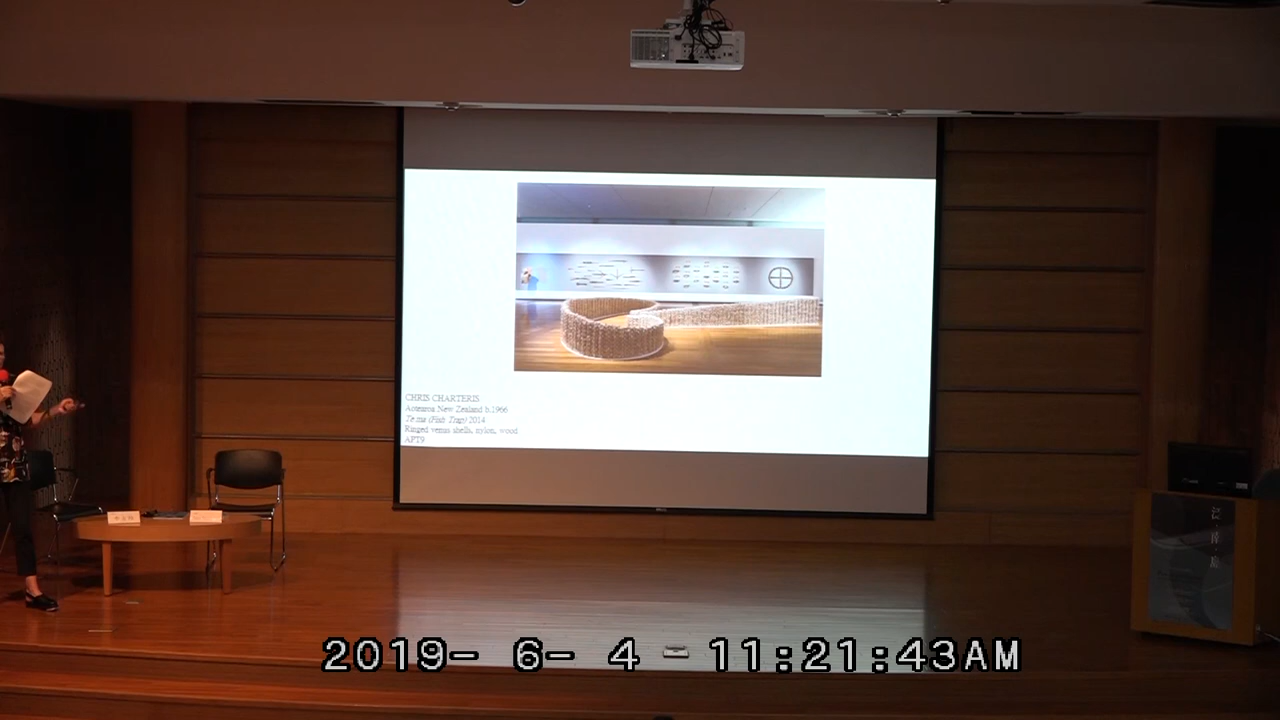 CHRIS CHARTERIS
Aotearoa New Zealand b.1966
Te ma (Fish Trap) 2014
Ringed venus shells, nylon, wood
APT9
2019- 6- 4 - 11:21:43AM